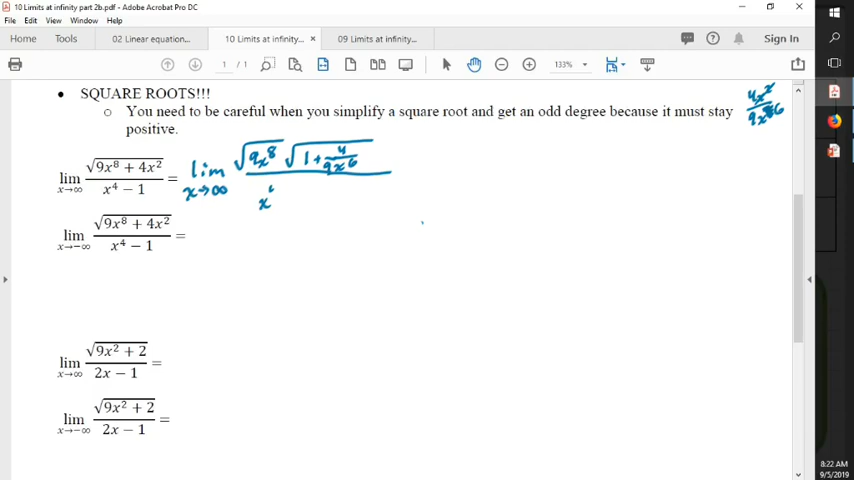 10 Limits at infinity part 2b.pdf - Adobe Acrobat Pro DC
File Edit View Window Help
Home Tools 02 Linear equation... 10 Limits at infinity... × 09 Limits at infinity... Sign In
1 / 1 133%
• SQUARE ROOTS!!!
o You need to be careful when you simplify a square root and get an odd degree because it must stay
positive.
lim x→∞ √(9x⁸ + 4x²) / (x⁴ − 1) = lim x→∞ √(9x⁸) √(1 + 4/(9x⁶)) / x
lim x→−∞ √(9x⁸ + 4x²) / (x⁴ − 1) =
lim x→∞ √(9x² + 2) / (2x − 1) =
lim x→−∞ √(9x² + 2) / (2x − 1) =
8:22 AM
9/5/2019